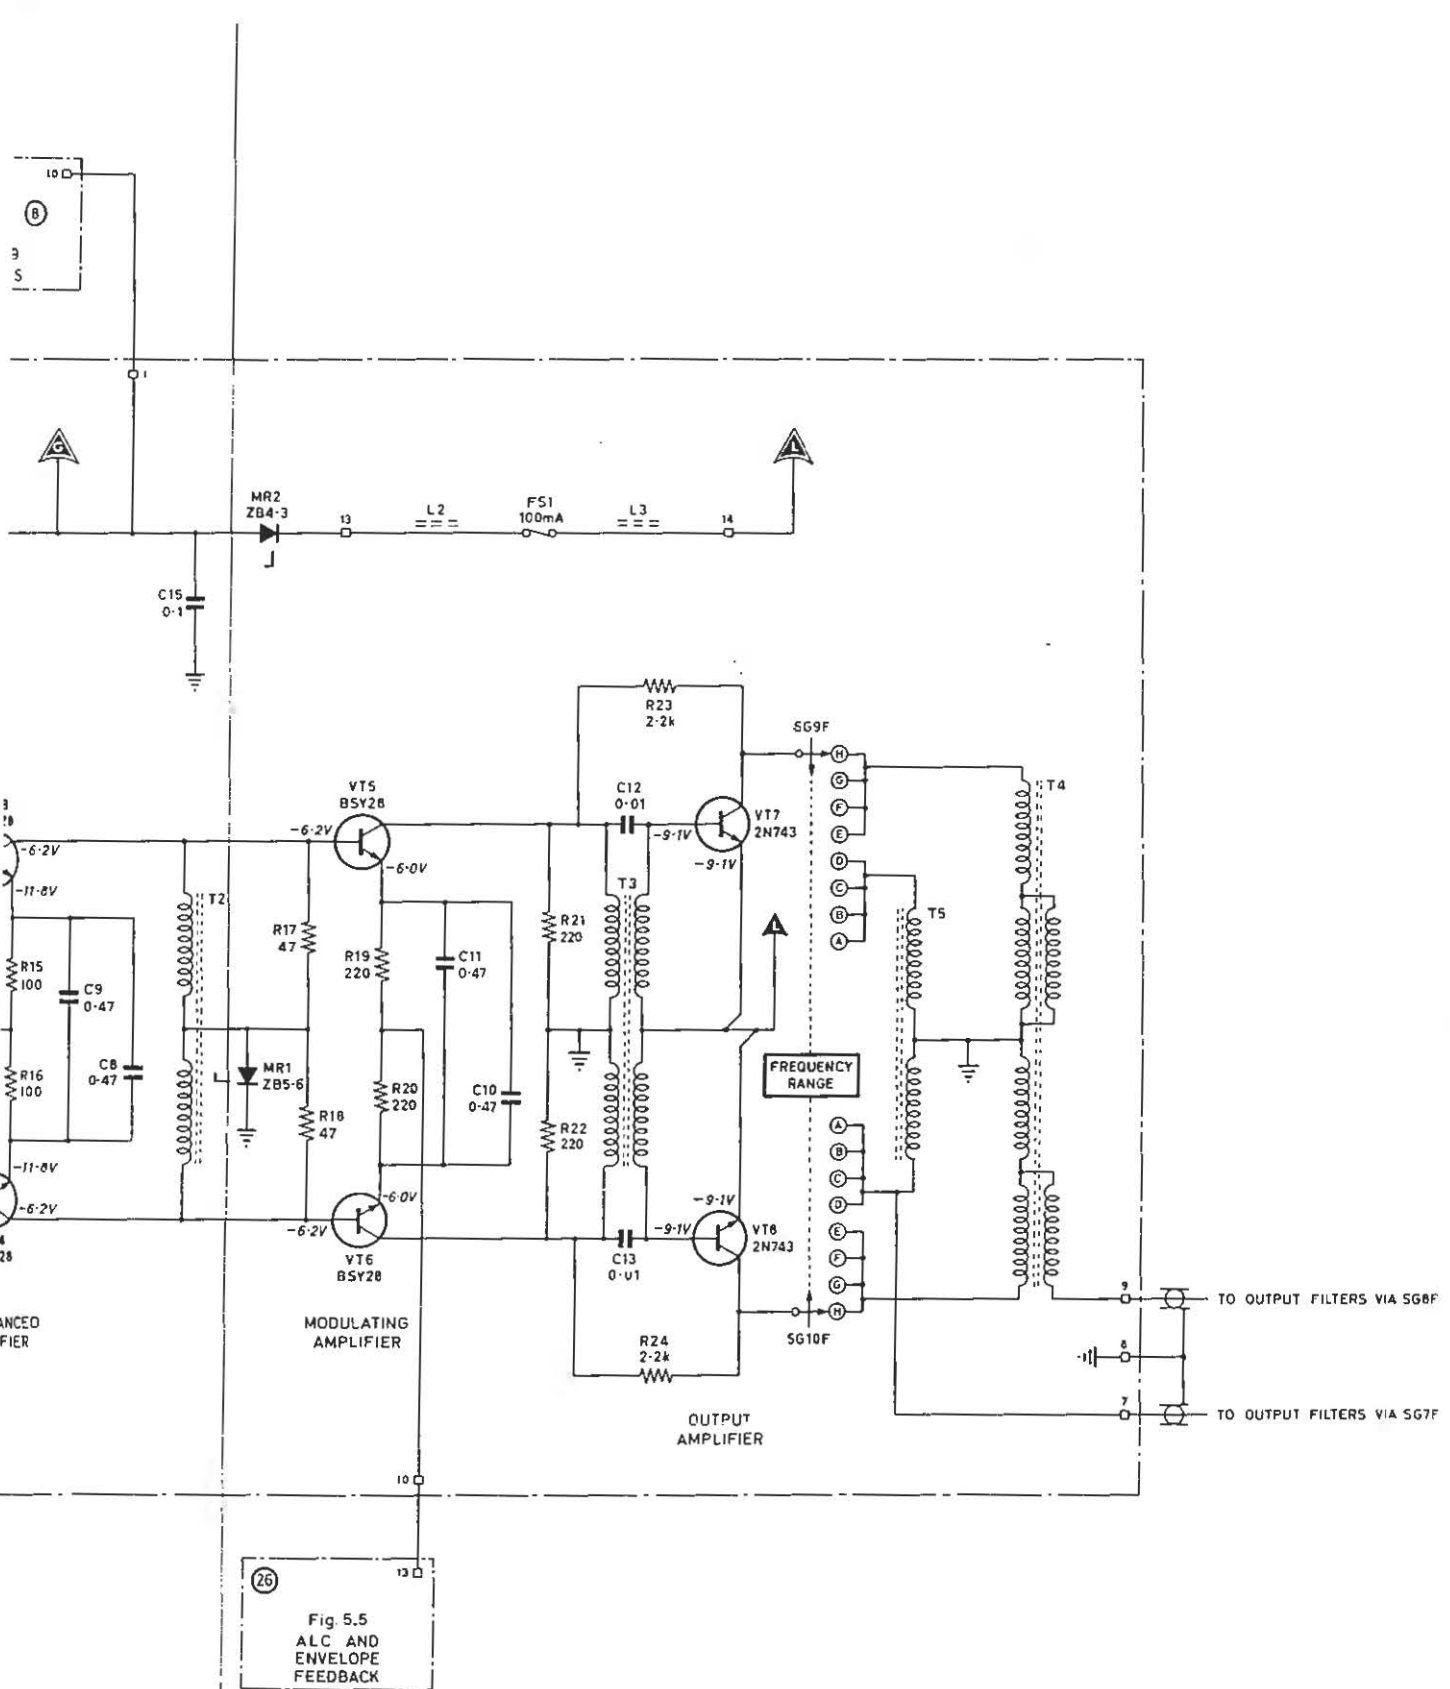 10
B
S
1
G
L
MR2
ZB4-3
13
L2
FS1
100mA
L3
14
C15
0·1
R23
2·2k
SG9F
H
G
F
E
D
C
B
A
T4
VT5
BSY28
C12
0·01
-6·2V
-6·0V
-9·1V
-9·1V
VT7
2N743
-6·2V
-11·8V
T2
R17
47
R19
220
C11
0·47
R21
220
T3
L
T5
R15
100
C9
0·47
R16
100
C8
0·47
MR1
ZB5-6
R18
47
R20
220
C10
0·47
R22
220
FREQUENCY
RANGE
A
B
C
D
E
F
G
H
-11·8V
-6·2V
28
-6·0V
-6·2V
VT6
BSY28
-9·1V
-9·1V
VT8
2N743
C13
0·01
SG10F
ANCED
FIER
MODULATING
AMPLIFIER
R24
2·2k
OUTPUT
AMPLIFIER
9
TO OUTPUT FILTERS VIA SG8F
8
7
TO OUTPUT FILTERS VIA SG7F
10
13
26
Fig. 5.5
ALC AND
ENVELOPE
FEEDBACK